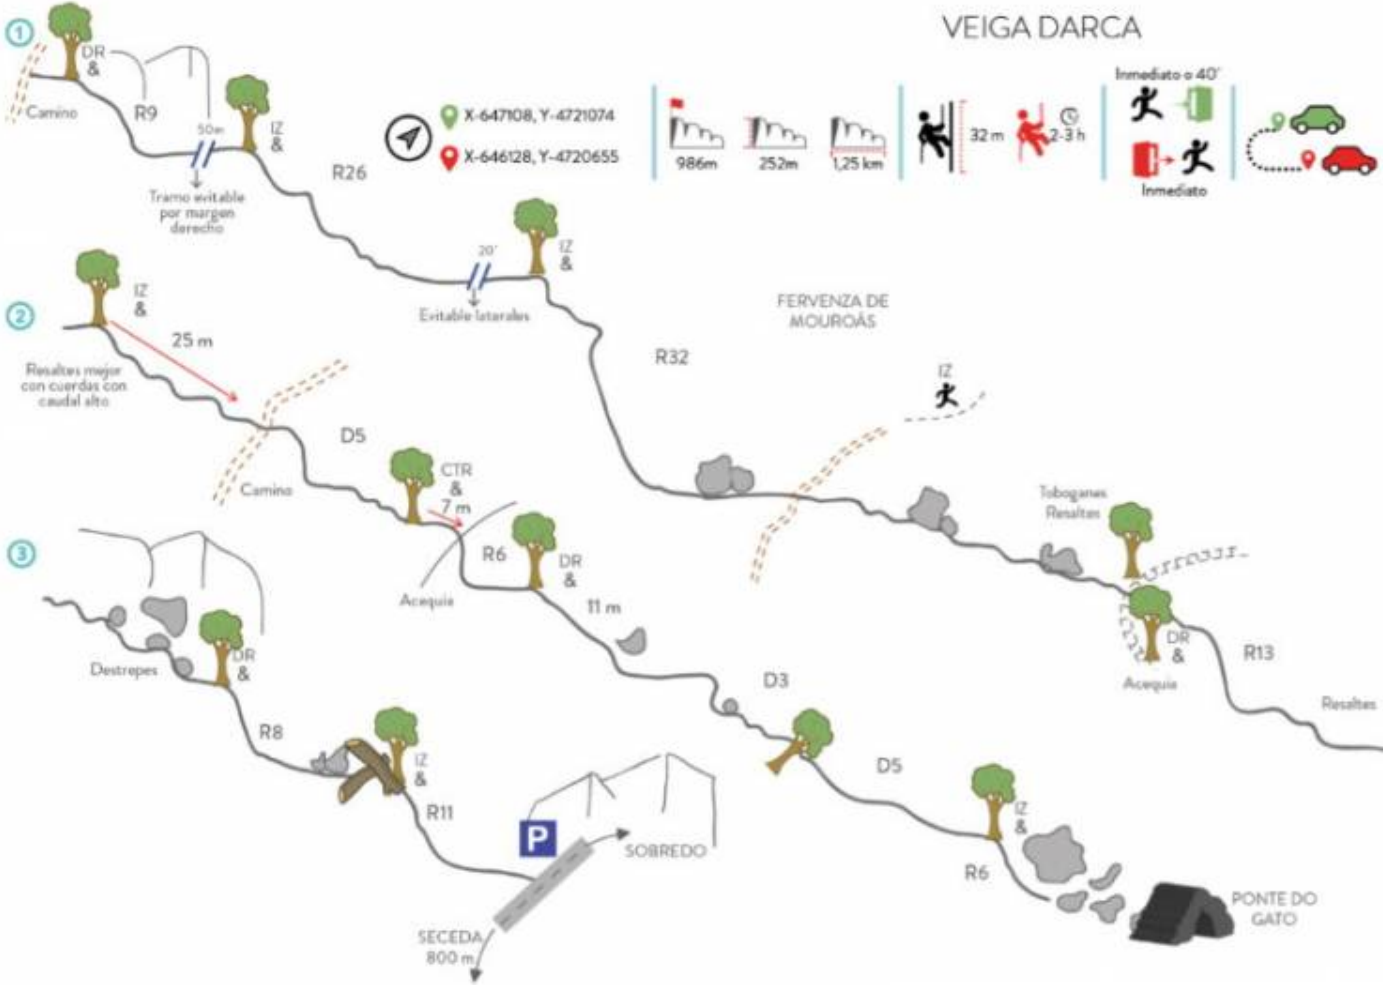 VEIGA DARCA
X-647108, Y-4721074
X-646128, Y-4720655
986m
252m
1,25 km
32 m
2-3 h
Inmediato o 40´
Inmediato
1
DR
&
Camino
R9
50m
Tramo evitable
por margen
derecho
IZ
&
R26
20´
Evitable laterales
IZ
&
R32
FERVENZA DE
MOUROÁS
IZ
Toboganes
Resaltes
DR
&
Acequia
R13
Resaltes
2
IZ
&
25 m
Resaltes mejor
con cuerdas con
caudal alto
Camino
D5
CTR
&
7 m
Acequia
R6
DR
&
11 m
D3
D5
IZ
&
R6
PONTE DO
GATO
3
Destrepes
DR
&
R8
IZ
&
R11
P
SOBREDO
SECEDA
800 m